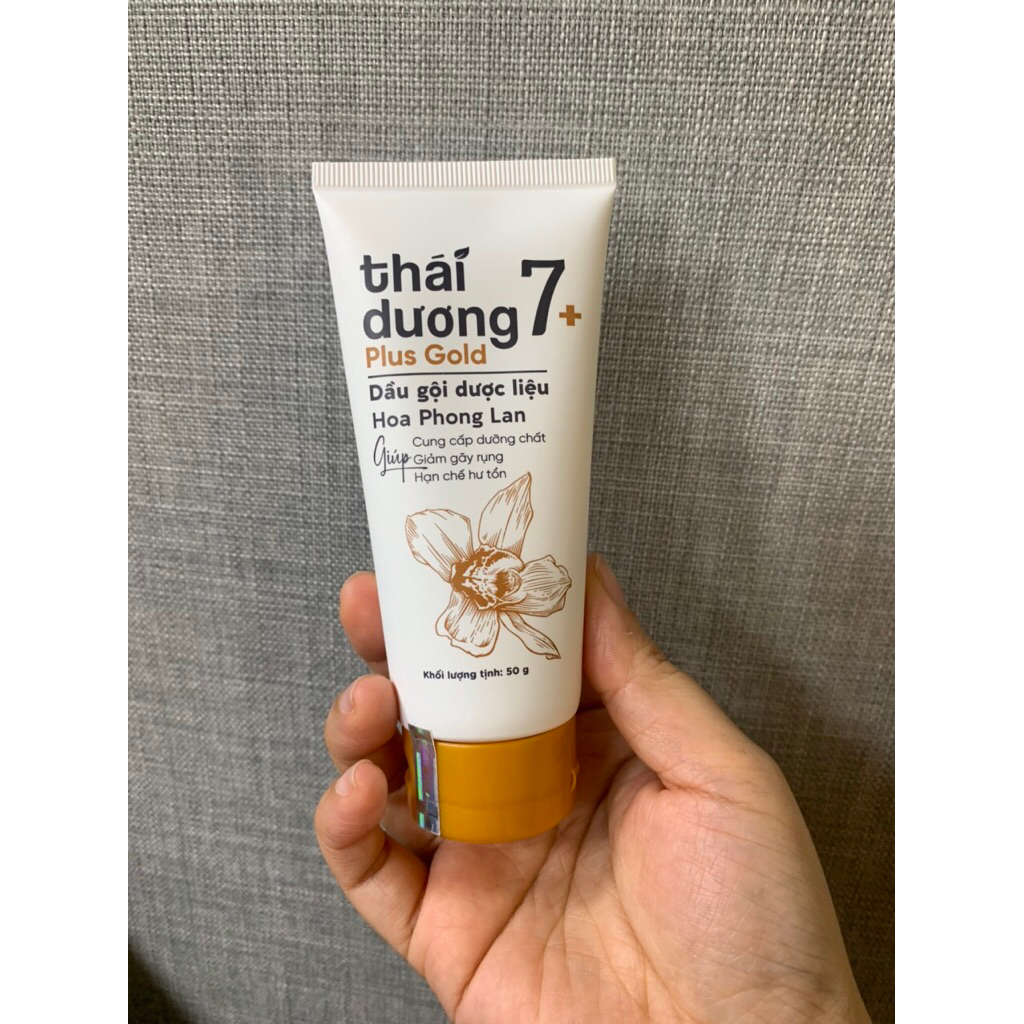 thái
dương 7+
Plus Gold
Dầu gội dược liệu
Hoa Phong Lan
Giúp
Cung cấp dưỡng chất
Giảm gãy rụng
Hạn chế hư tổn
Khối lượng tịnh: 50 g